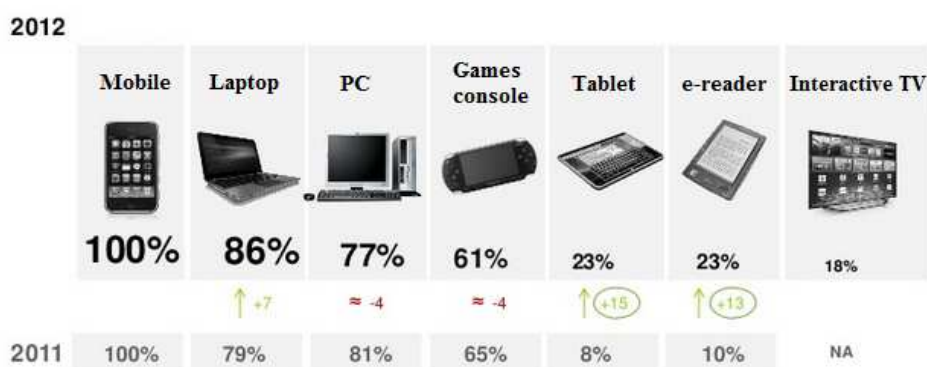 2012
Mobile Laptop PC Games console Tablet e-reader Interactive TV
100% 86% 77% 61% 23% 23% 18%
↑ +7 ≈ -4 ≈ -4 ↑ +15 ↑ +13
2011 100% 79% 81% 65% 8% 10% NA